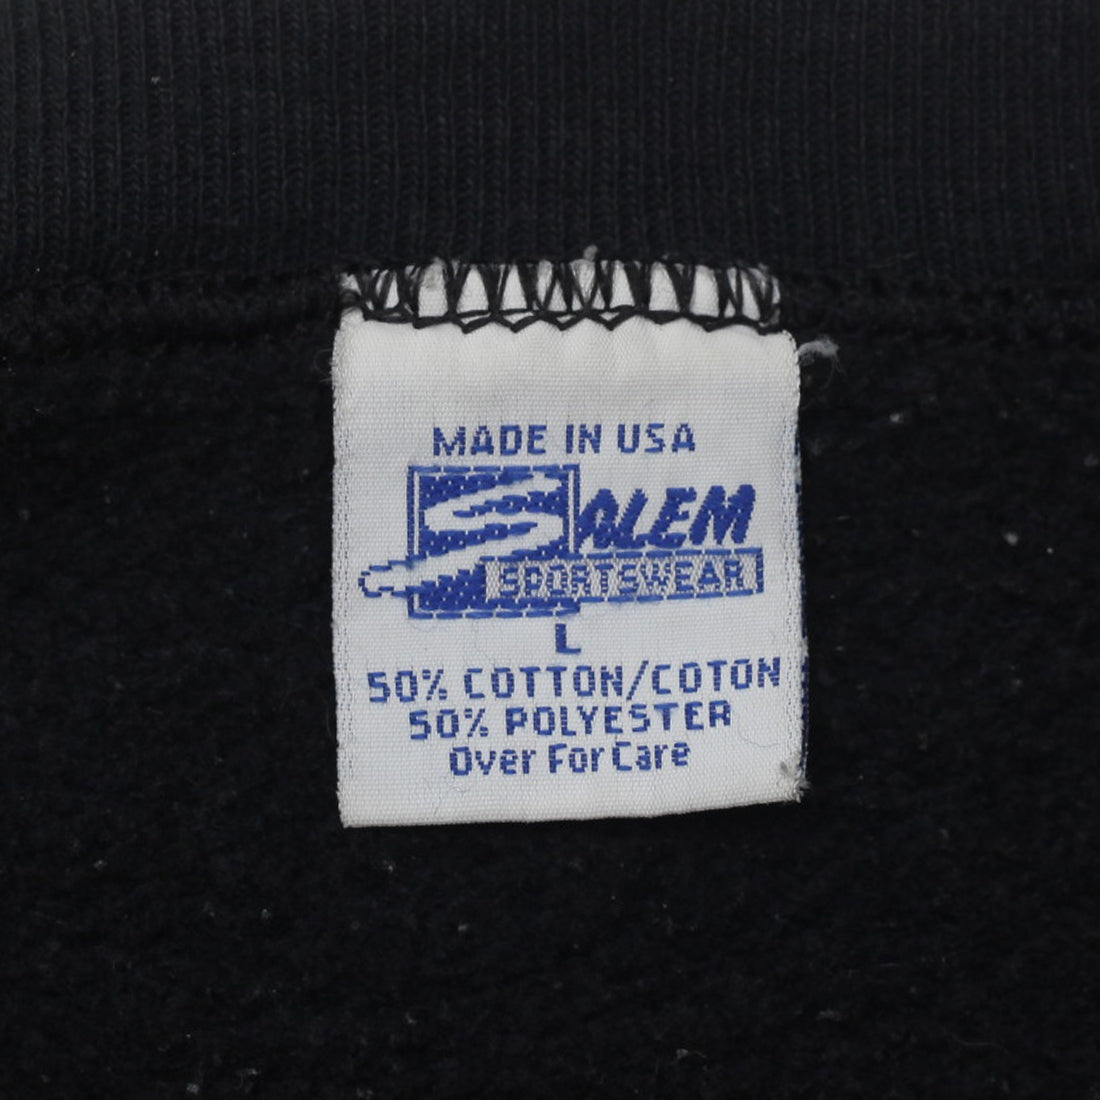 MADE IN USA
SALEM
SPORTSWEAR
L
50% COTTON/COTON
50% POLYESTER
Over For Care